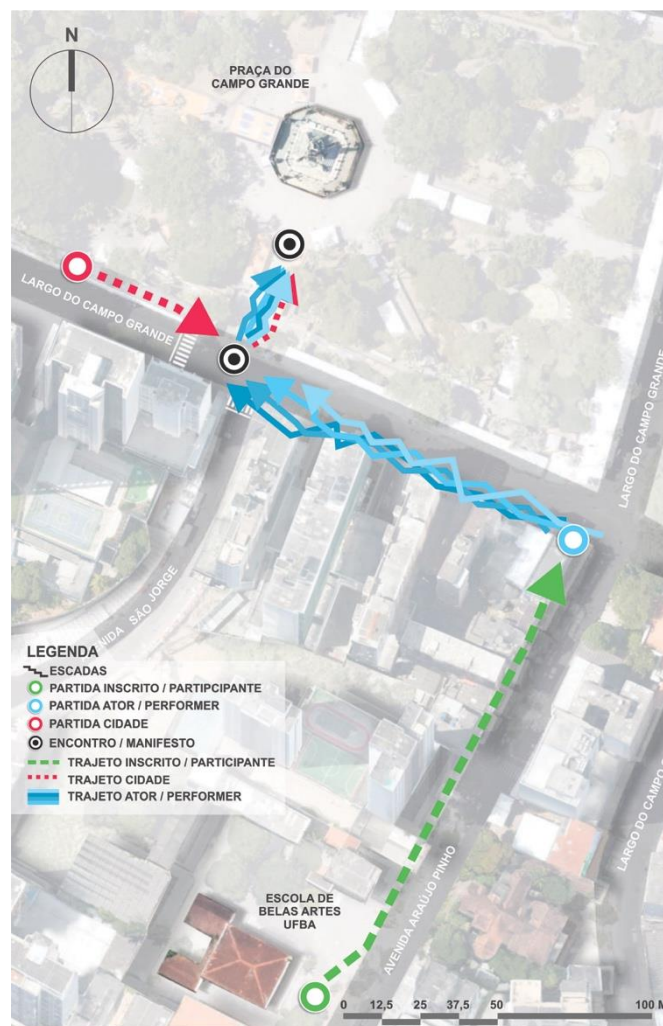 N
PRAÇA DO
CAMPO GRANDE
LARGO DO CAMPO GRANDE
LARGO DO CAMPO GRANDE
NIDA SÃO JORGE
LEGENDA
ESCADAS
PARTIDA INSCRITO / PARTIPCIPANTE
PARTIDA ATOR / PERFORMER
PARTIDA CIDADE
ENCONTRO / MANIFESTO
TRAJETO INSCRITO / PARTICIPANTE
TRAJETO CIDADE
TRAJETO ATOR / PERFORMER
LARGO DO CAMPO
ESCOLA DE
BELAS ARTES
UFBA
AVENIDA ARAÚJO PINHO
0 12,5 25 37,5 50 100 M